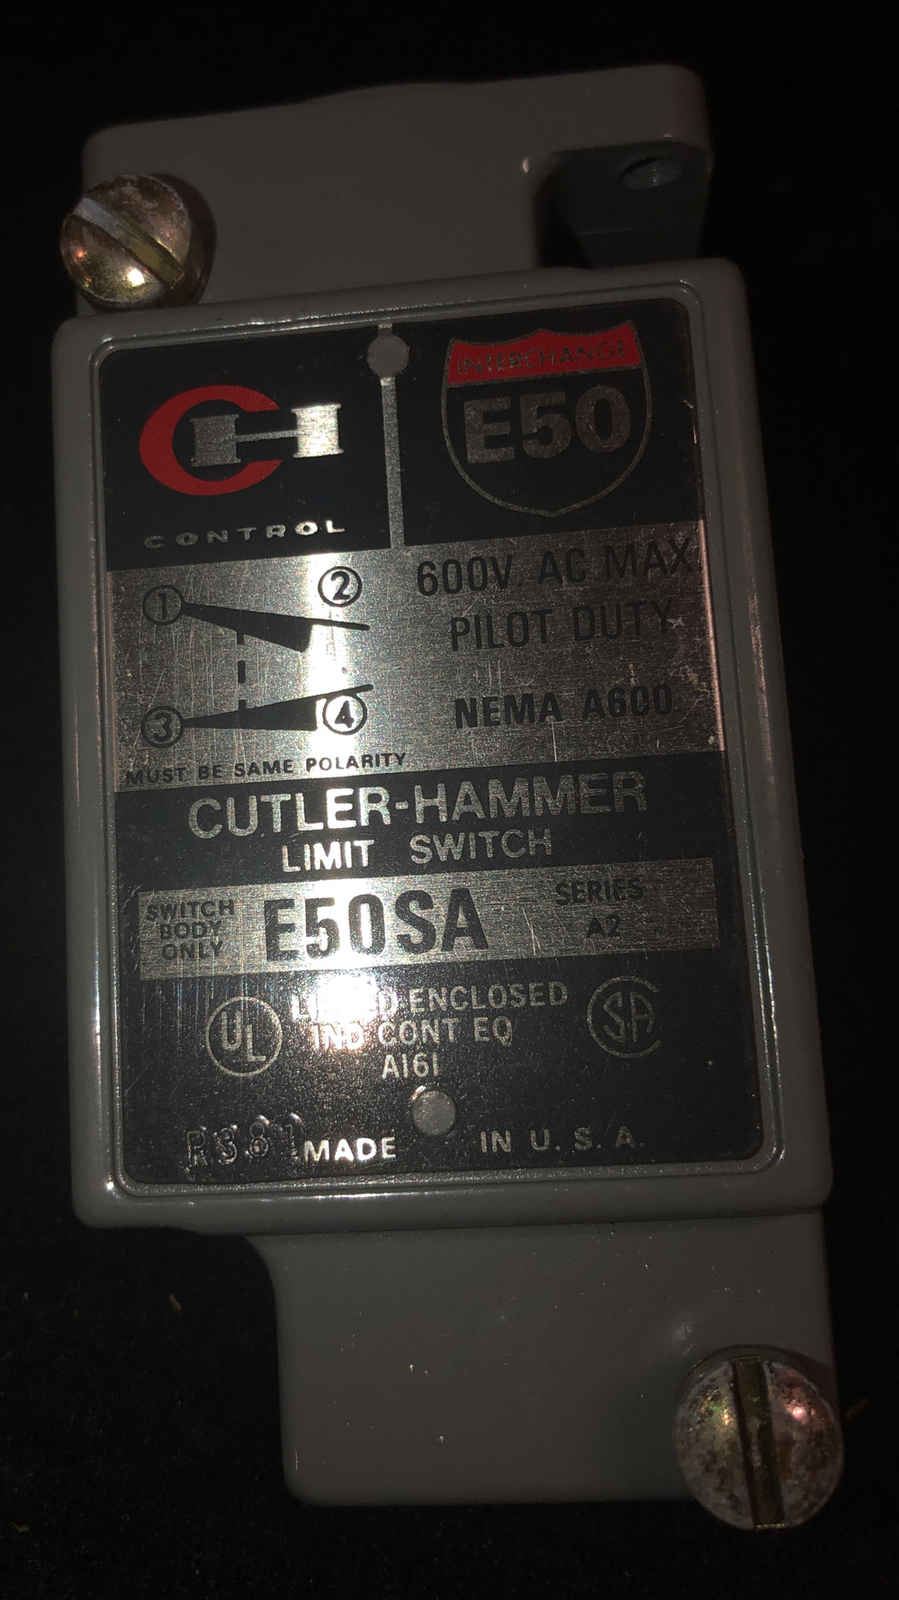 CH
CONTROL
INTERCHANGE
E50
1 2
3 4
MUST BE SAME POLARITY
600V. AC MAX
PILOT DUTY
NEMA A600
CUTLER-HAMMER
LIMIT SWITCH
SWITCH
BODY
ONLY
E50SA
SERIES
A2
UL
LISTED ENCLOSED
IND CONT EQ
A161
SA
R381
MADE IN U. S. A.